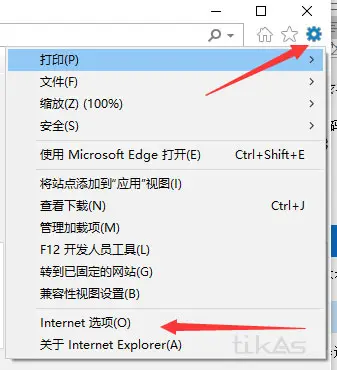 打印(P)
文件(F)
缩放(Z) (100%)
安全(S)
使用 Microsoft Edge 打开(E) Ctrl+Shift+E
将站点添加到“应用”视图(I)
查看下载(N) Ctrl+J
管理加载项(M)
F12 开发人员工具(L)
转到已固定的网站(G)
兼容性视图设置(B)
Internet 选项(O)
关于 Internet Explorer(A)
tikAs